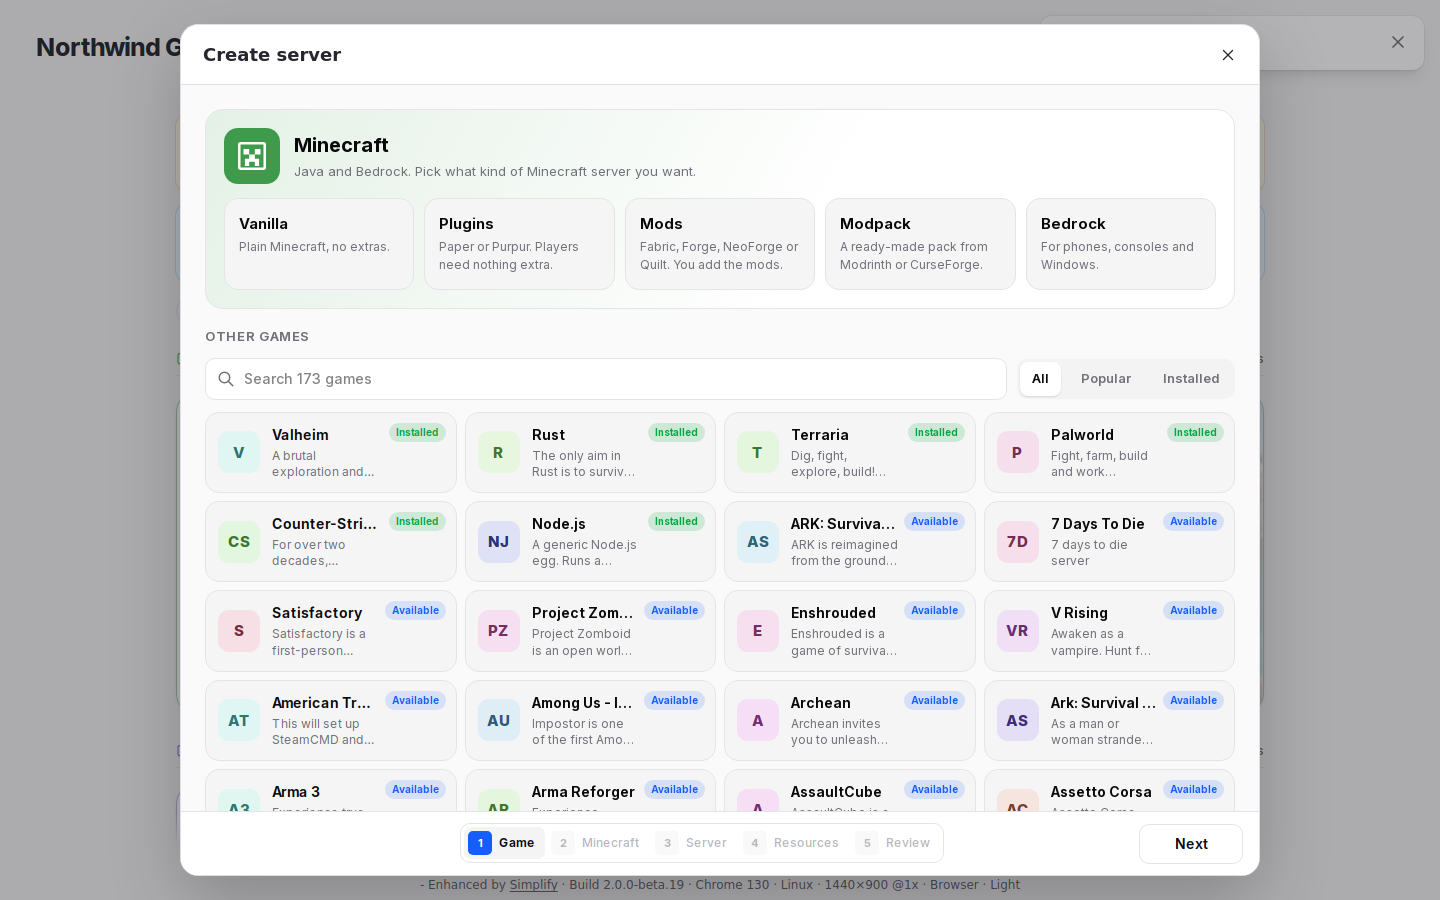 Northwind G
Create server
Minecraft
Java and Bedrock. Pick what kind of Minecraft server you want.
Vanilla
Plain Minecraft, no extras.
Plugins
Paper or Purpur. Players
need nothing extra.
Mods
Fabric, Forge, NeoForge or
Quilt. You add the mods.
Modpack
A ready-made pack from
Modrinth or CurseForge.
Bedrock
For phones, consoles and
Windows.
OTHER GAMES
Search 173 games
All
Popular
Installed
V
Valheim
Installed
A brutal
exploration and...
R
Rust
Installed
The only aim in
Rust is to surviv...
T
Terraria
Installed
Dig, fight,
explore, build!...
P
Palworld
Installed
Fight, farm, build
and work...
CS
Counter-Stri...
Installed
For over two
decades,...
NJ
Node.js
Installed
A generic Node.js
egg. Runs a...
AS
ARK: Surviva...
Available
ARK is reimagined
from the ground...
7D
7 Days To Die
Available
7 days to die
server
S
Satisfactory
Available
Satisfactory is a
first-person...
PZ
Project Zom...
Available
Project Zomboid
is an open worl...
E
Enshrouded
Available
Enshrouded is a
game of surviva...
VR
V Rising
Available
Awaken as a
vampire. Hunt f...
AT
American Tr...
Available
This will set up
SteamCMD and...
AU
Among Us - I...
Available
Impostor is one
of the first Amo...
A
Archean
Available
Archean invites
you to unleash...
AS
Ark: Survival ...
Available
As a man or
woman strande...
A3
Arma 3
Available
AR
Arma Reforger
Available
A
AssaultCube
Available
AC
Assetto Corsa
Available
1 Game
2 Minecraft
3 Server
4 Resources
5 Review
Next
- Enhanced by Simplify · Build 2.0.0-beta.19 · Chrome 130 · Linux · 1440×900 @1x · Browser · Light